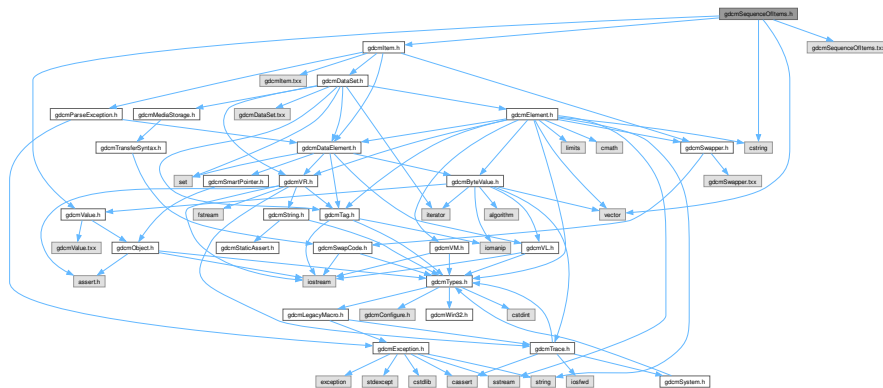 gdcmSequenceOfItems.h
gdcmItem.h
gdcmSequenceOfItems.txx
gdcmItem.txx
gdcmDataSet.h
gdcmParseException.h
gdcmMediaStorage.h
gdcmDataSet.txx
gdcmElement.h
gdcmTransferSyntax.h
gdcmDataElement.h
limits
cmath
gdcmSwapper.h
cstring
set
gdcmSmartPointer.h
gdcmVR.h
gdcmByteValue.h
gdcmSwapper.txx
gdcmValue.h
fstream
gdcmString.h
gdcmTag.h
iterator
algorithm
vector
gdcmValue.txx
gdcmObject.h
gdcmStaticAssert.h
gdcmSwapCode.h
gdcmVM.h
iomanip
gdcmVL.h
assert.h
iostream
gdcmTypes.h
gdcmLegacyMacro.h
gdcmConfigure.h
gdcmWin32.h
cstdint
gdcmException.h
gdcmTrace.h
exception
stdexcept
cstdlib
cassert
sstream
string
iosfwd
gdcmSystem.h